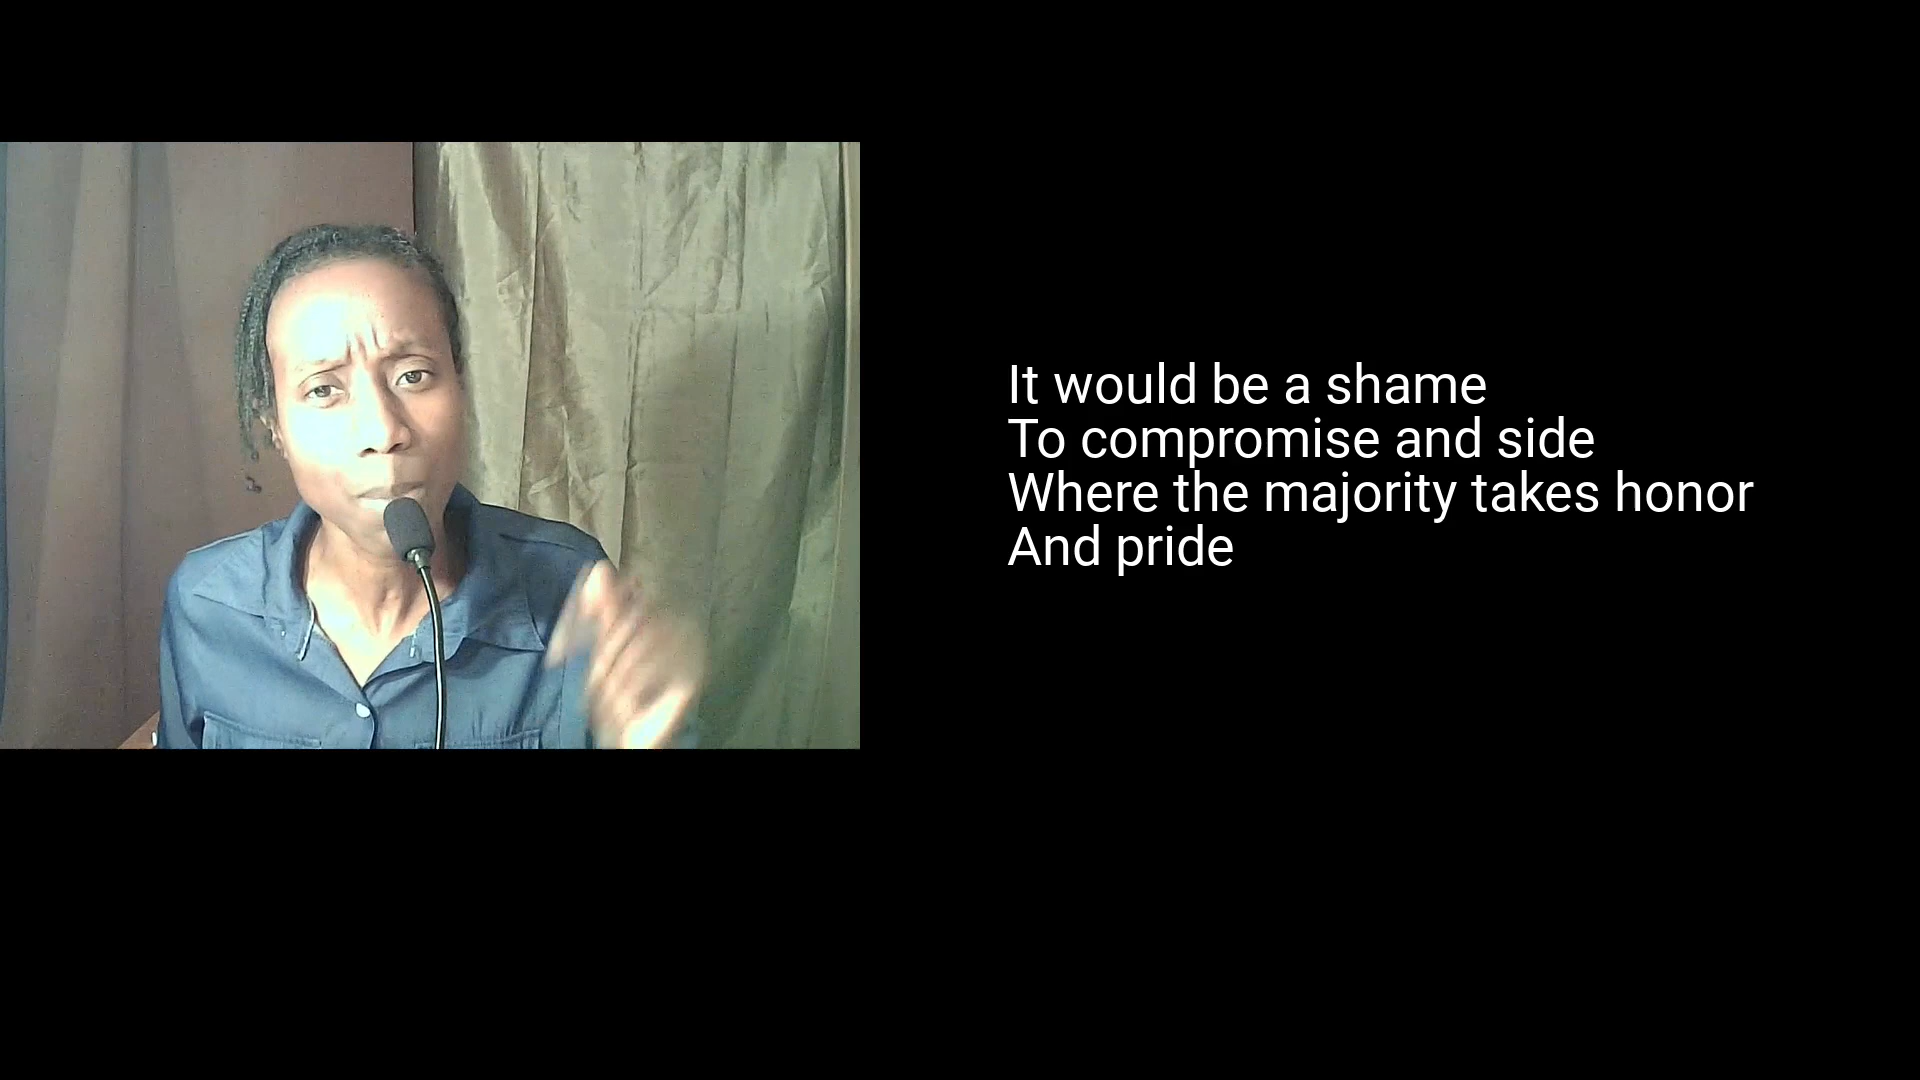 It would be a shame
To compromise and side
Where the majority takes honor
And pride